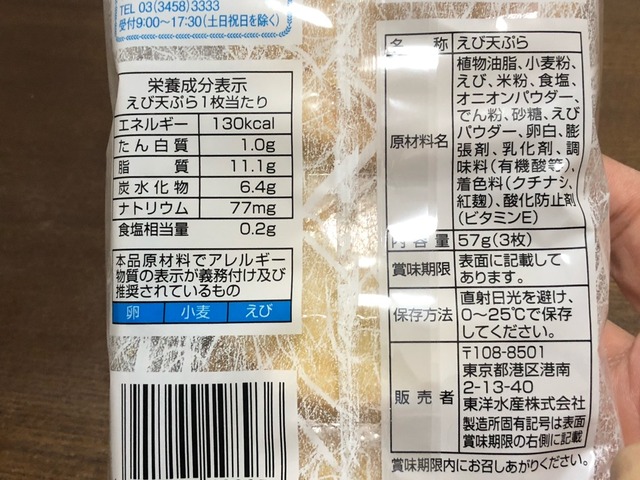 TEL 03(3458)3333
受付9:00〜17:30(土日祝日を除く)
栄養成分表示
えび天ぷら1枚当たり
エネルギー 130kcal
たん白質 1.0g
脂質 11.1g
炭水化物 6.4g
ナトリウム 77mg
食塩相当量 0.2g
本品原材料でアレルギー
物質の表示が義務付け及び
推奨されているもの
卵 小麦 えび
名称 えび天ぷら
原材料名 植物油脂、小麦粉、
えび、米粉、食塩、
オニオンパウダー、
でん粉、砂糖、えび
パウダー、卵白、膨
張剤、乳化剤、調
味料(有機酸等)、
着色料(クチナシ、
紅麹)、酸化防止剤
(ビタミンE)
内容量 57g(3枚)
賞味期限 表面に記載して
あります。
保存方法 直射日光を避け、
0〜25℃で保存
してください。
販売者 〒108-8501
東京都港区港南
2-13-40
東洋水産株式会社
製造所固有記号は表面
賞味期限の右側に記載
賞味期限内にお召しあがりください。